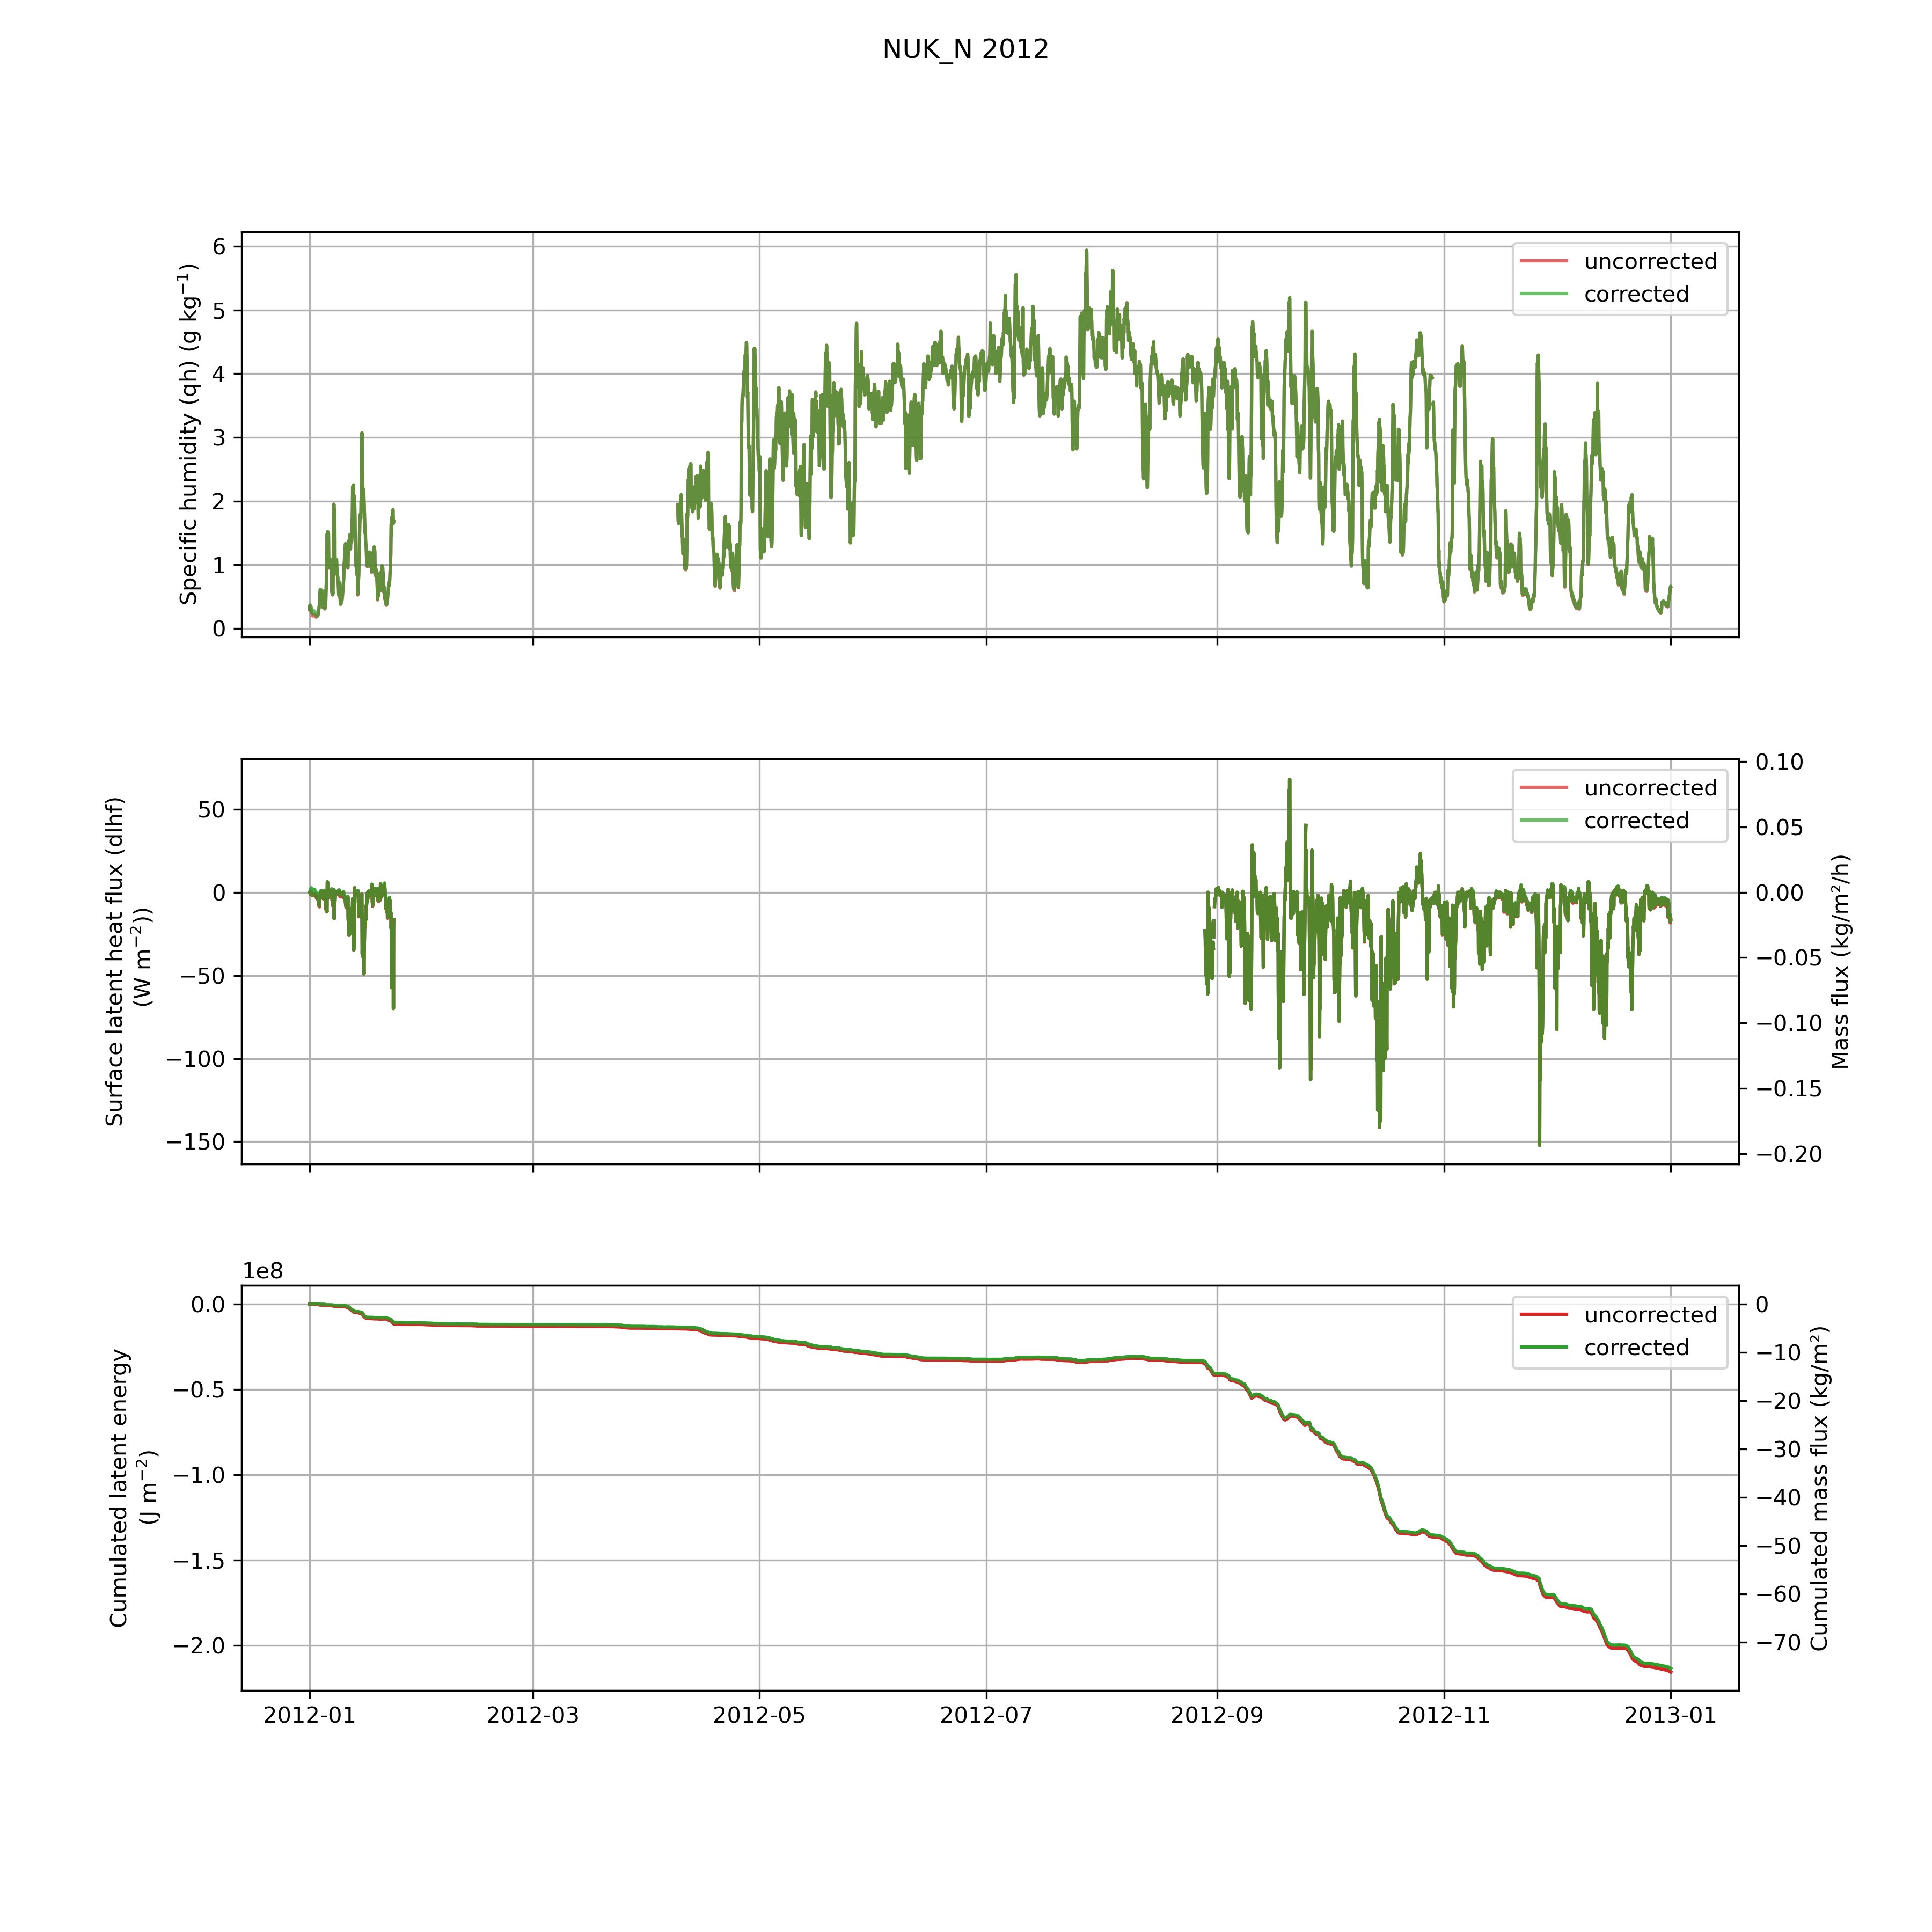 NUK_N 2012
Specific humidity (qh) (g kg⁻¹)
6
5
4
3
2
1
0
uncorrected
corrected
Surface latent heat flux (dlhf)
(W m⁻²))
50
0
−50
−100
−150
uncorrected
corrected
0.10
0.05
0.00
−0.05
−0.10
−0.15
−0.20
Mass flux (kg/m²/h)
1e8
Cumulated latent energy
(J m⁻²)
0.0
−0.5
−1.0
−1.5
−2.0
uncorrected
corrected
0
−10
−20
−30
−40
−50
−60
−70
Cumulated mass flux (kg/m²)
2012-01 2012-03 2012-05 2012-07 2012-09 2012-11 2013-01